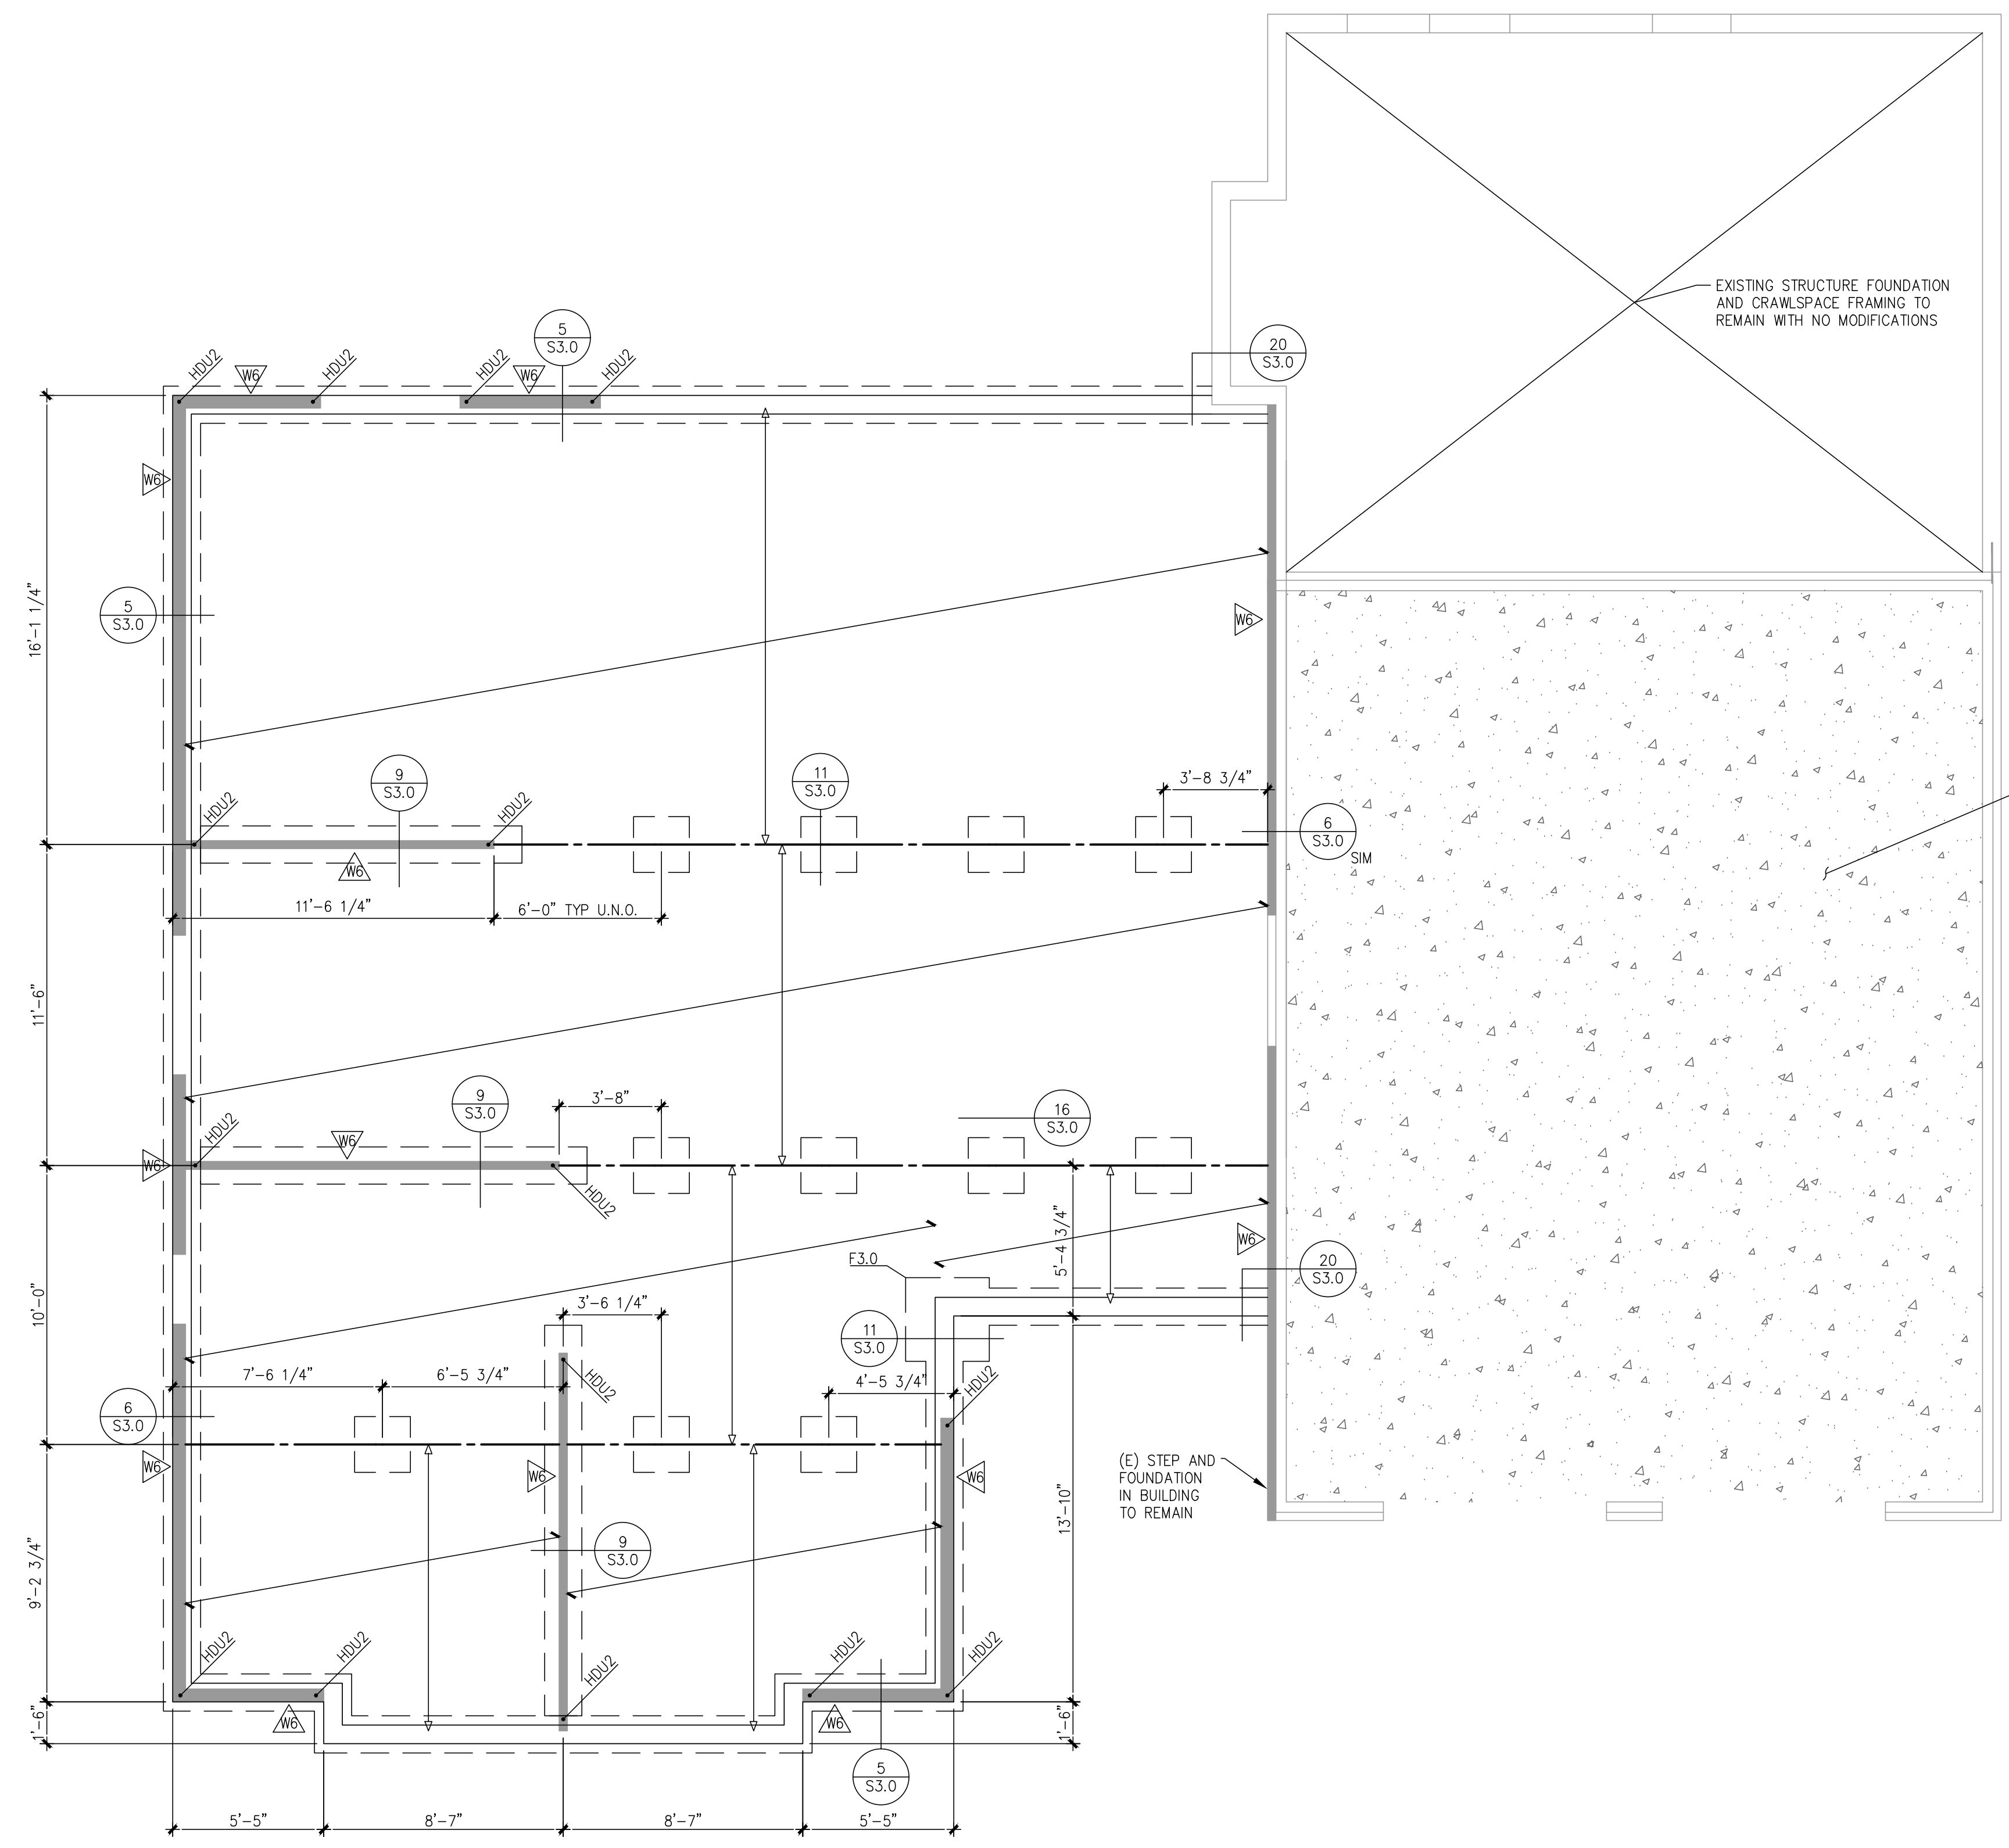 EXISTING STRUCTURE FOUNDATION
AND CRAWLSPACE FRAMING TO
REMAIN WITH NO MODIFICATIONS
5
S3.0
20
S3.0
HDU2
W6
HDU2
HDU2
W6
HDU2
W6
5
S3.0
16'-1 1/4"
W6
9
S3.0
11
S3.0
3'-8 3/4"
HDU2
HDU2
6
S3.0
SIM
W6
11'-6 1/4"
6'-0" TYP U.N.O.
11'-6"
9
S3.0
3'-8"
16
S3.0
HDU2
W6
W6
HDU2
5'-4 3/4"
W6
F3.0
20
S3.0
10'-0"
3'-6 1/4"
11
S3.0
7'-6 1/4"
6'-5 3/4"
HDU2
4'-5 3/4"
HDU2
6
S3.0
W6
W6
W6
(E) STEP AND
FOUNDATION
IN BUILDING
TO REMAIN
13'-10"
9
S3.0
9'-2 3/4"
HDU2
HDU2
HDU2
HDU2
HDU2
1'-6"
W6
W6
1'-6"
5
S3.0
5'-5"
8'-7"
8'-7"
5'-5"